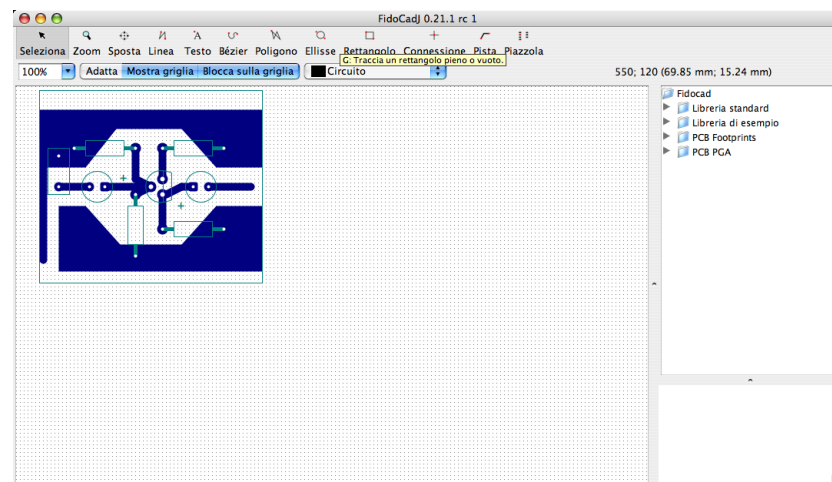 FidoCadJ 0.21.1 rc 1
Seleziona Zoom Sposta Linea Testo Bézier Poligono Ellisse Rettangolo Connessione Pista Piazzola
G: Traccia un rettangolo pieno o vuoto.
100% Adatta Mostra griglia Blocca sulla griglia Circuito 550; 120 (69.85 mm; 15.24 mm)
Fidocad
Libreria standard
Libreria di esempio
PCB Footprints
PCB PGA